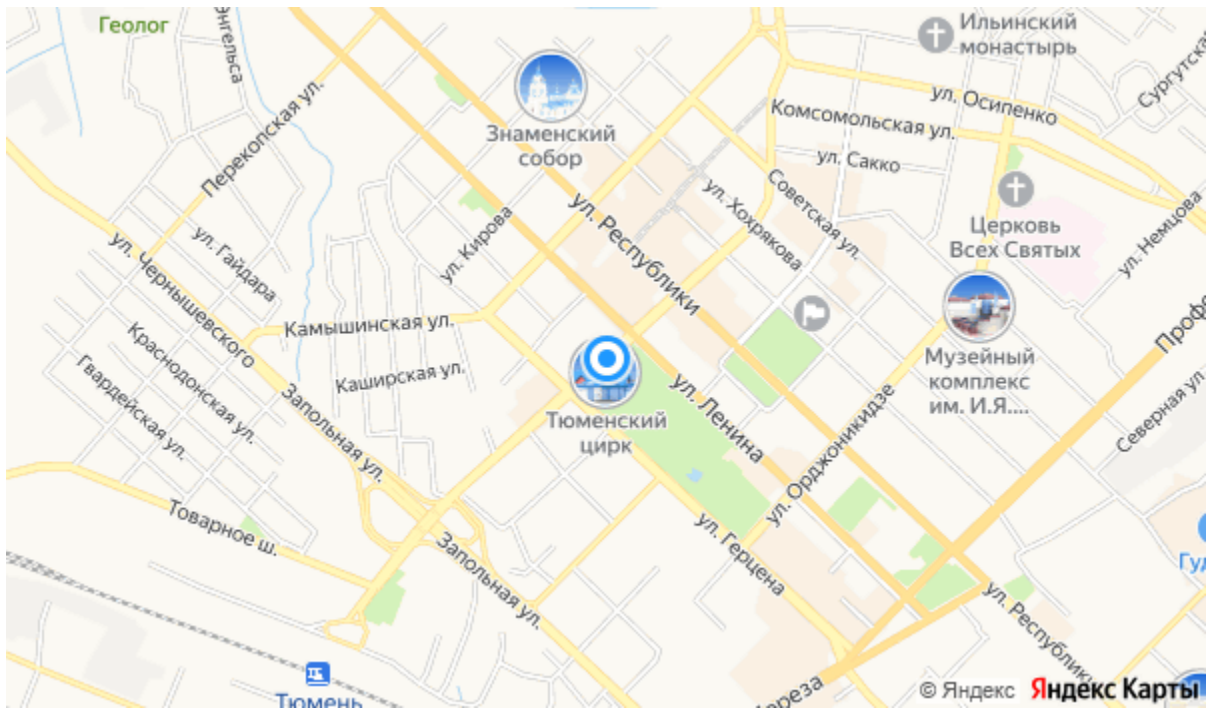 Геолог
Энгельса
Ильинский
монастырь
Сургутская
ул. Осипенко
Комсомольская ул.
ул. Сакко
Перекопская ул.
Знаменский
собор
ул. Хохрякова
Советская ул.
Церковь
Всех Святых
ул. Немцова
ул. Кирова
ул. Республики
ул. Гайдара
ул. Чернышевского
Камышинская ул.
Краснодонская ул.
Каширская ул.
Гвардейская ул.
Запольная ул.
Тюменский
цирк
ул. Ленина
Музейный
комплекс
им. И.Я....
Профс
Северная ул.
ул. Орджоникидзе
Товарное ш.
Запольная ул.
ул. Герцена
Гуд
ул. Республики
Тюмень
© Яндекс Яндекс Карты